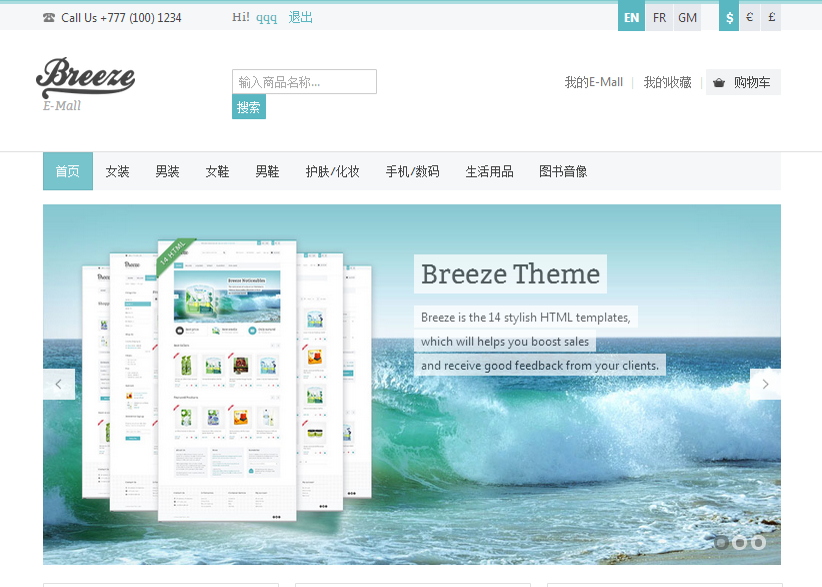 Call Us +777 (100) 1234
Hi! qqq 退出
EN FR GM
$ € £
Breeze
E-Mall
输入商品名称...
搜索
我的E-Mall
我的收藏
购物车
首页 女装 男装 女鞋 男鞋 护肤/化妆 手机/数码 生活用品 图书音像
14 HTML
Breeze Theme
Breeze is the 14 stylish HTML templates,
which will helps you boost sales
and receive good feedback from your clients.